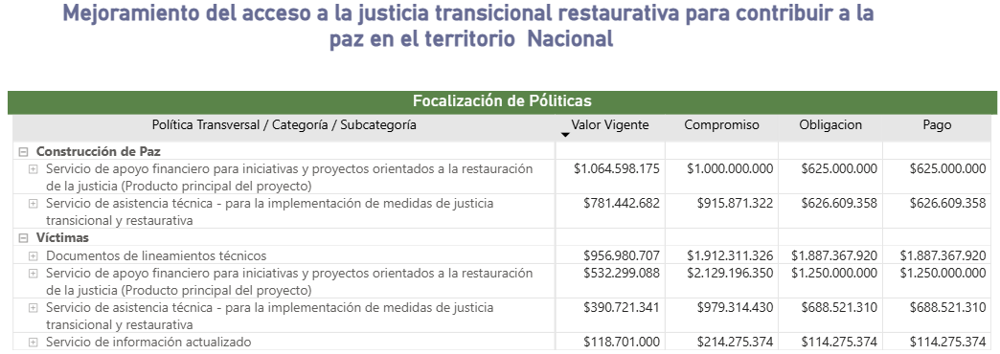 Mejoramiento del acceso a la justicia transicional restaurativa para contribuir a la
paz en el territorio Nacional
Focalización de Póliticas
Política Transversal / Categoría / Subcategoría Valor Vigente Compromiso Obligacion Pago
Construcción de Paz
Servicio de apoyo financiero para iniciativas y proyectos orientados a la restauración $1.064.598.175 $1.000.000.000 $625.000.000 $625.000.000
de la justicia (Producto principal del proyecto)
Servicio de asistencia técnica - para la implementación de medidas de justicia $781.442.682 $915.871.322 $626.609.358 $626.609.358
transicional y restaurativa
Víctimas
Documentos de lineamientos técnicos $956.980.707 $1.912.311.326 $1.887.367.920 $1.887.367.920
Servicio de apoyo financiero para iniciativas y proyectos orientados a la restauración $532.299.088 $2.129.196.350 $1.250.000.000 $1.250.000.000
de la justicia (Producto principal del proyecto)
Servicio de asistencia técnica - para la implementación de medidas de justicia $390.721.341 $979.314.430 $688.521.310 $688.521.310
transicional y restaurativa
Servicio de información actualizado $118.701.000 $214.275.374 $114.275.374 $114.275.374